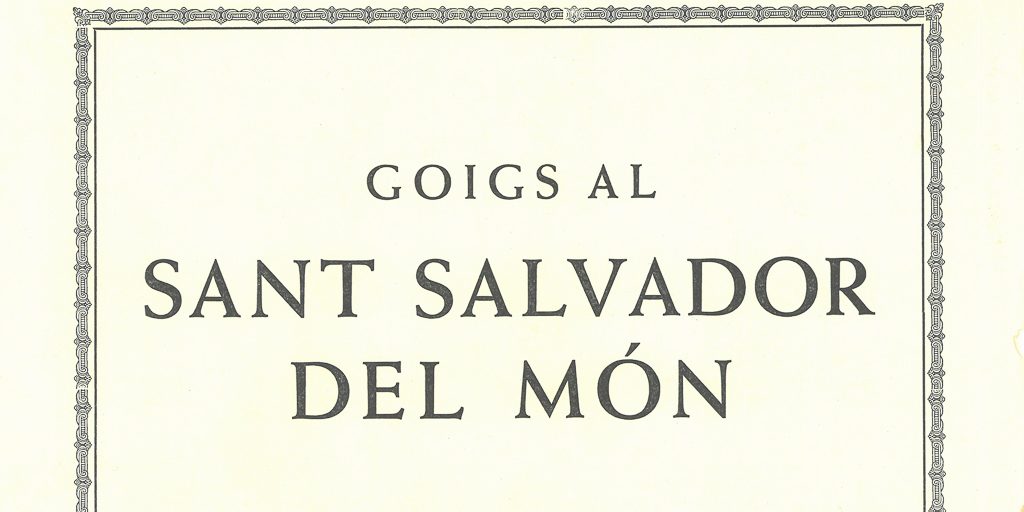 GOIGS AL
SANT SALVADOR
DEL MÓN